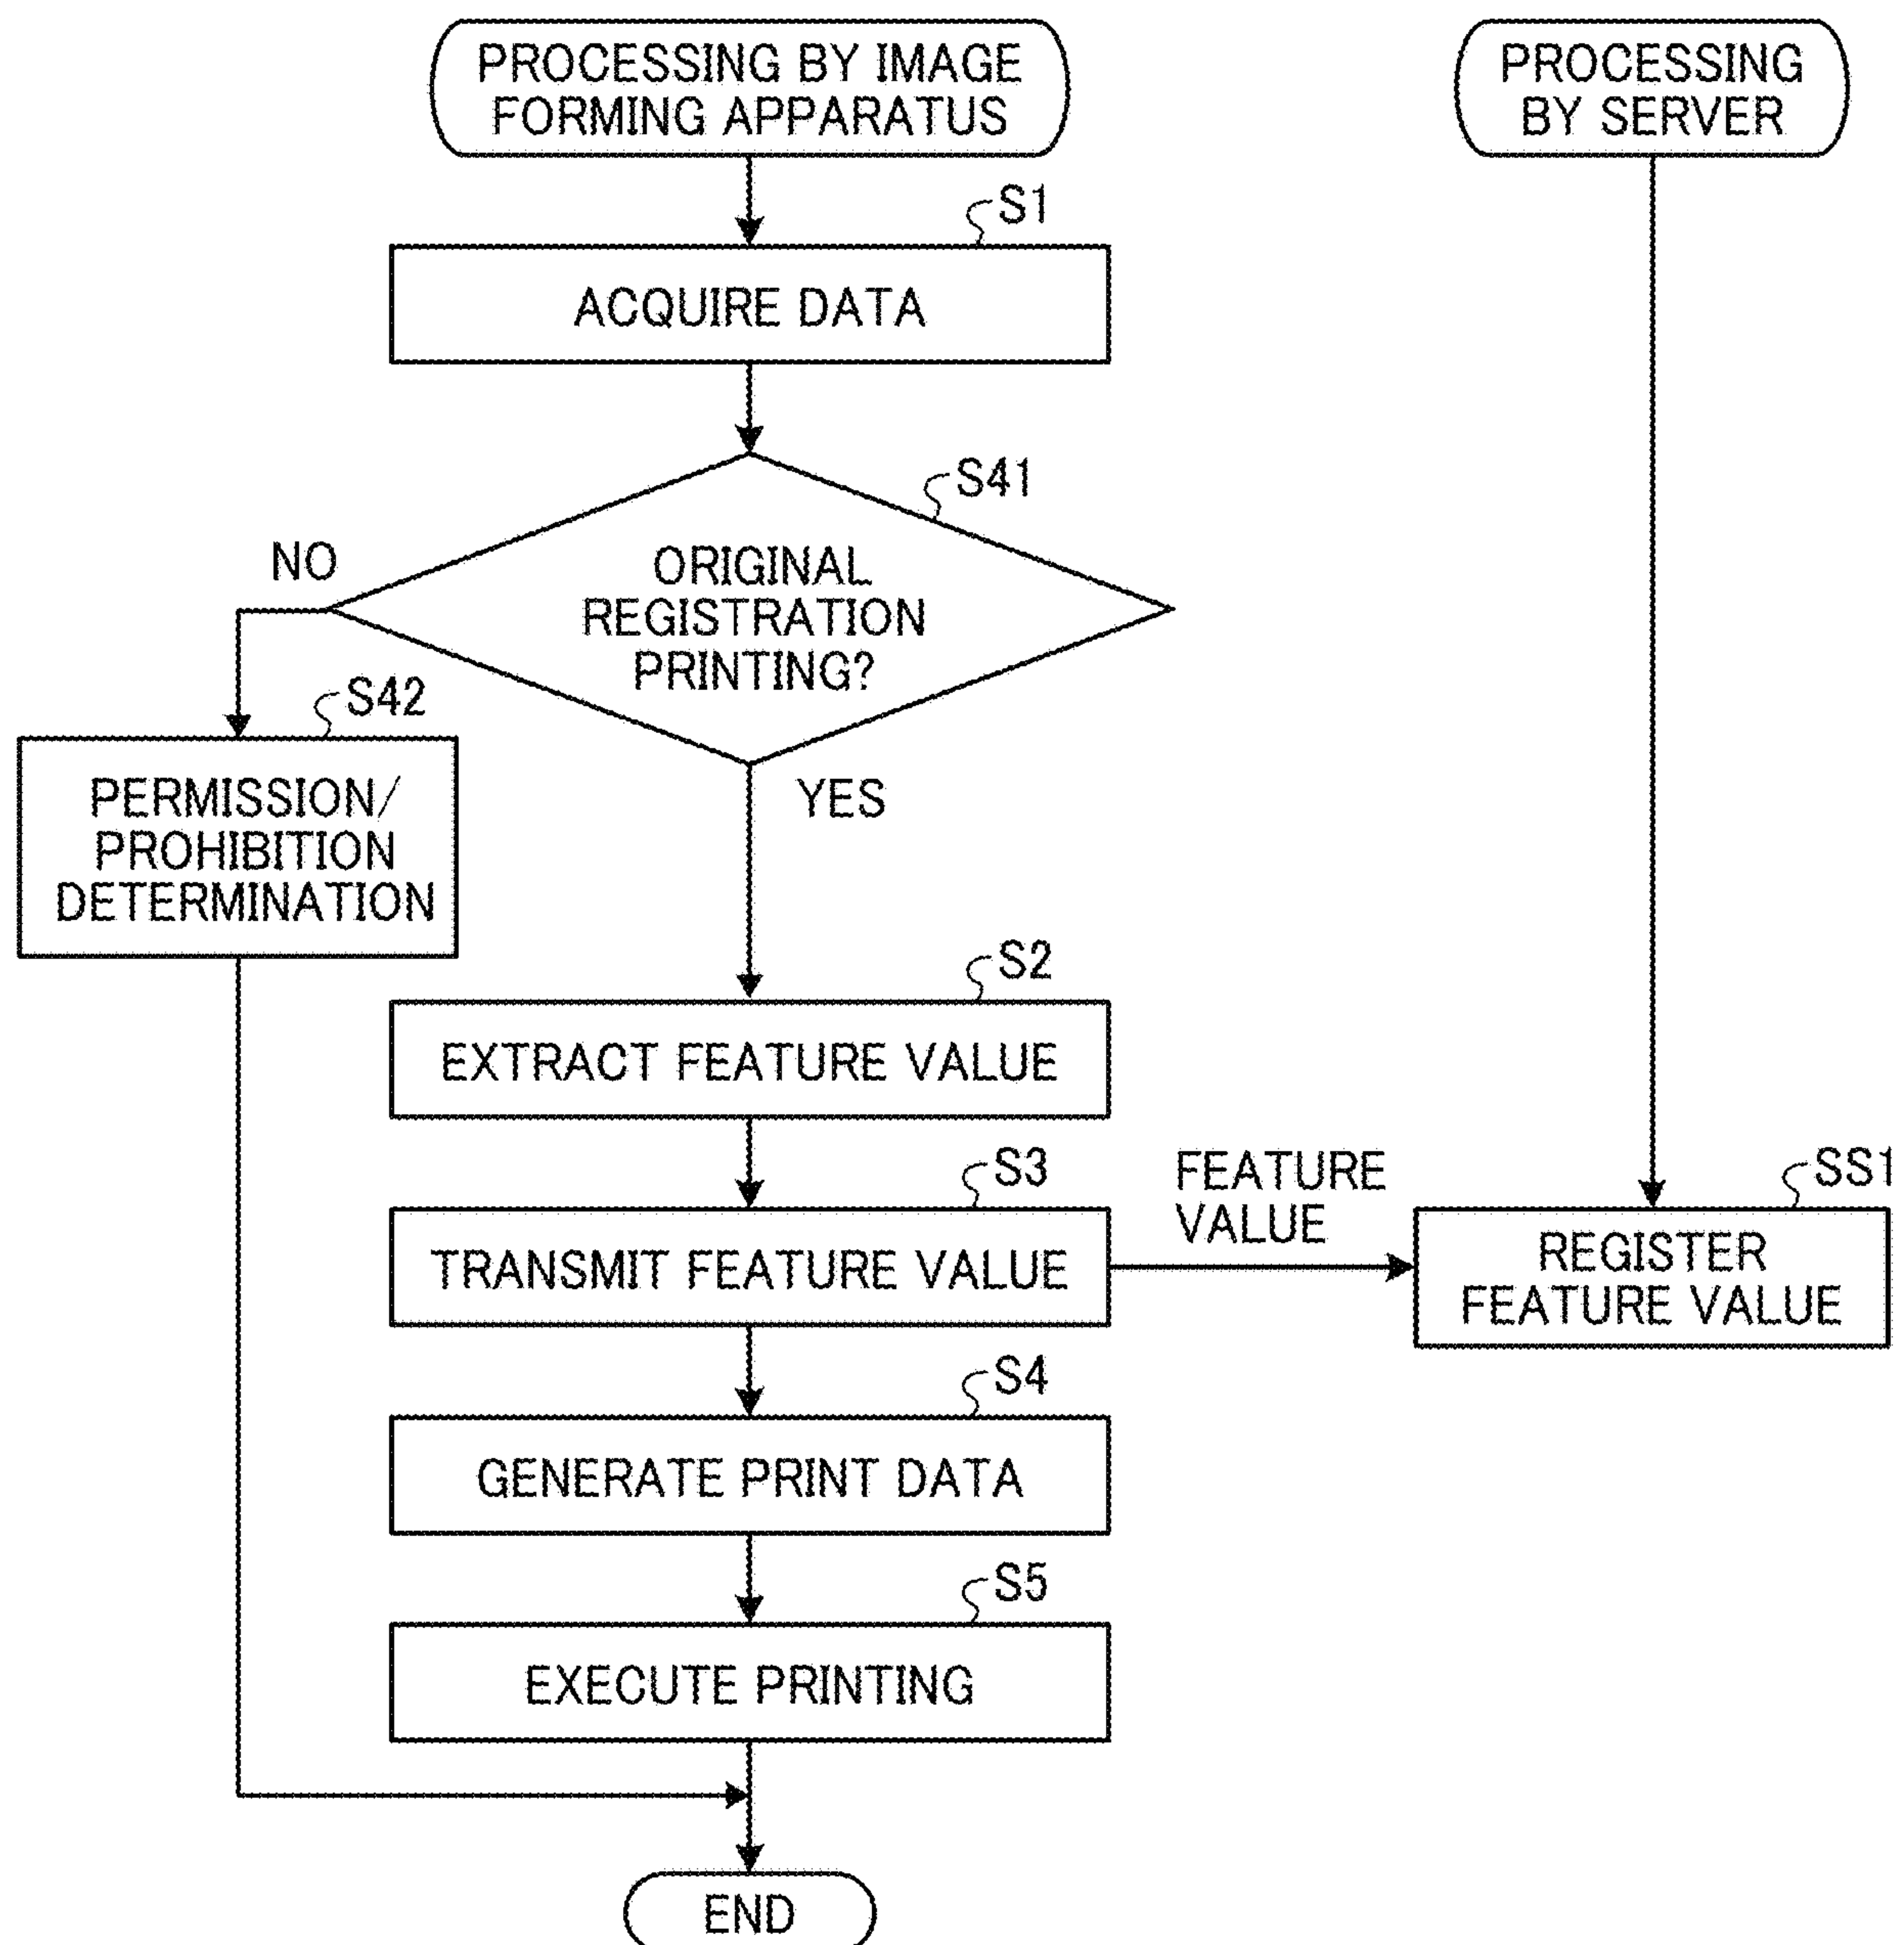 PROCESSING BY IMAGE
FORMING APPARATUS
PROCESSING
BY SERVER
S1
ACQUIRE DATA
S41
NO
ORIGINAL
REGISTRATION
PRINTING?
S42
PERMISSION/
PROHIBITION
DETERMINATION
YES
S2
EXTRACT FEATURE VALUE
S3
TRANSMIT FEATURE VALUE
FEATURE
VALUE
SS1
REGISTER
FEATURE VALUE
S4
GENERATE PRINT DATA
S5
EXECUTE PRINTING
END